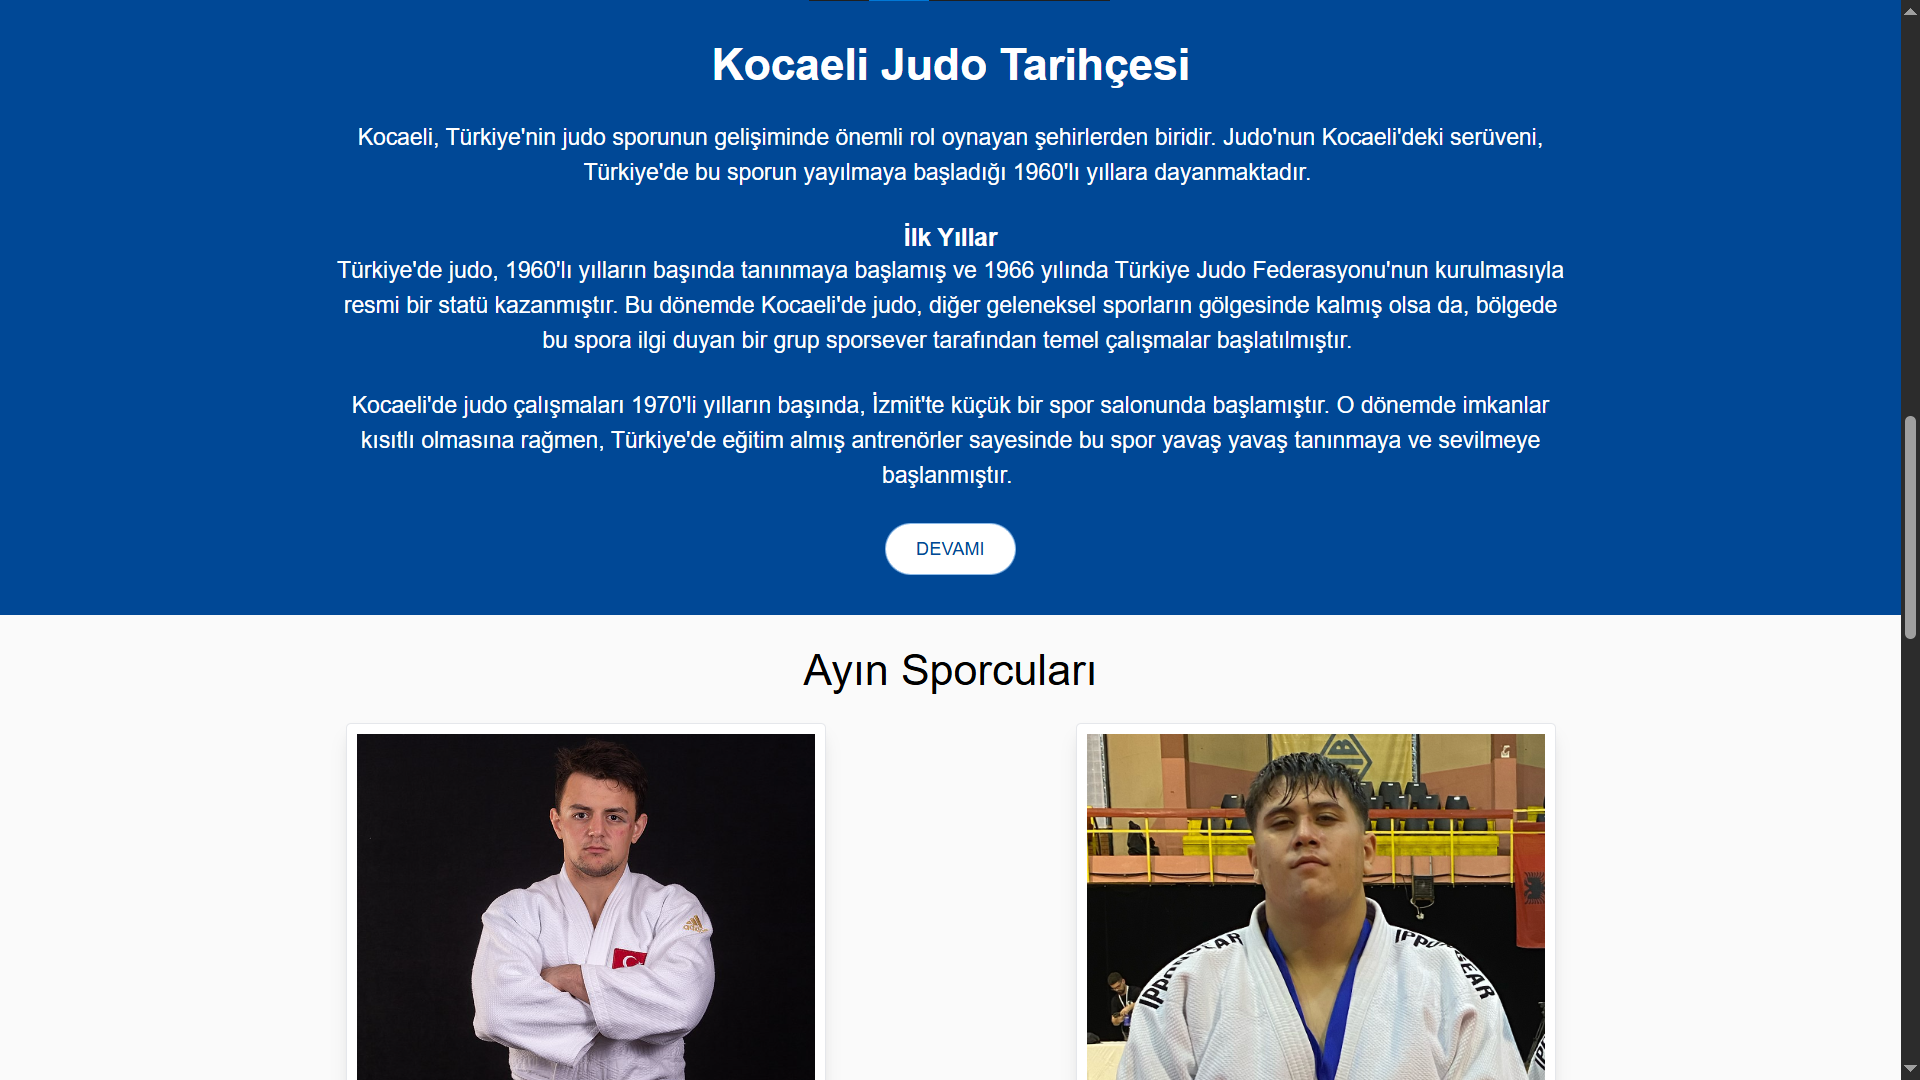 Kocaeli Judo Tarihçesi
Kocaeli, Türkiye'nin judo sporunun gelişiminde önemli rol oynayan şehirlerden biridir. Judo'nun Kocaeli'deki serüveni,
Türkiye'de bu sporun yayılmaya başladığı 1960'lı yıllara dayanmaktadır.
İlk Yıllar
Türkiye'de judo, 1960'lı yılların başında tanınmaya başlamış ve 1966 yılında Türkiye Judo Federasyonu'nun kurulmasıyla
resmi bir statü kazanmıştır. Bu dönemde Kocaeli'de judo, diğer geleneksel sporların gölgesinde kalmış olsa da, bölgede
bu spora ilgi duyan bir grup sporsever tarafından temel çalışmalar başlatılmıştır.
Kocaeli'de judo çalışmaları 1970'li yılların başında, İzmit'te küçük bir spor salonunda başlamıştır. O dönemde imkanlar
kısıtlı olmasına rağmen, Türkiye'de eğitim almış antrenörler sayesinde bu spor yavaş yavaş tanınmaya ve sevilmeye
başlanmıştır.
DEVAMI
Ayın Sporcuları